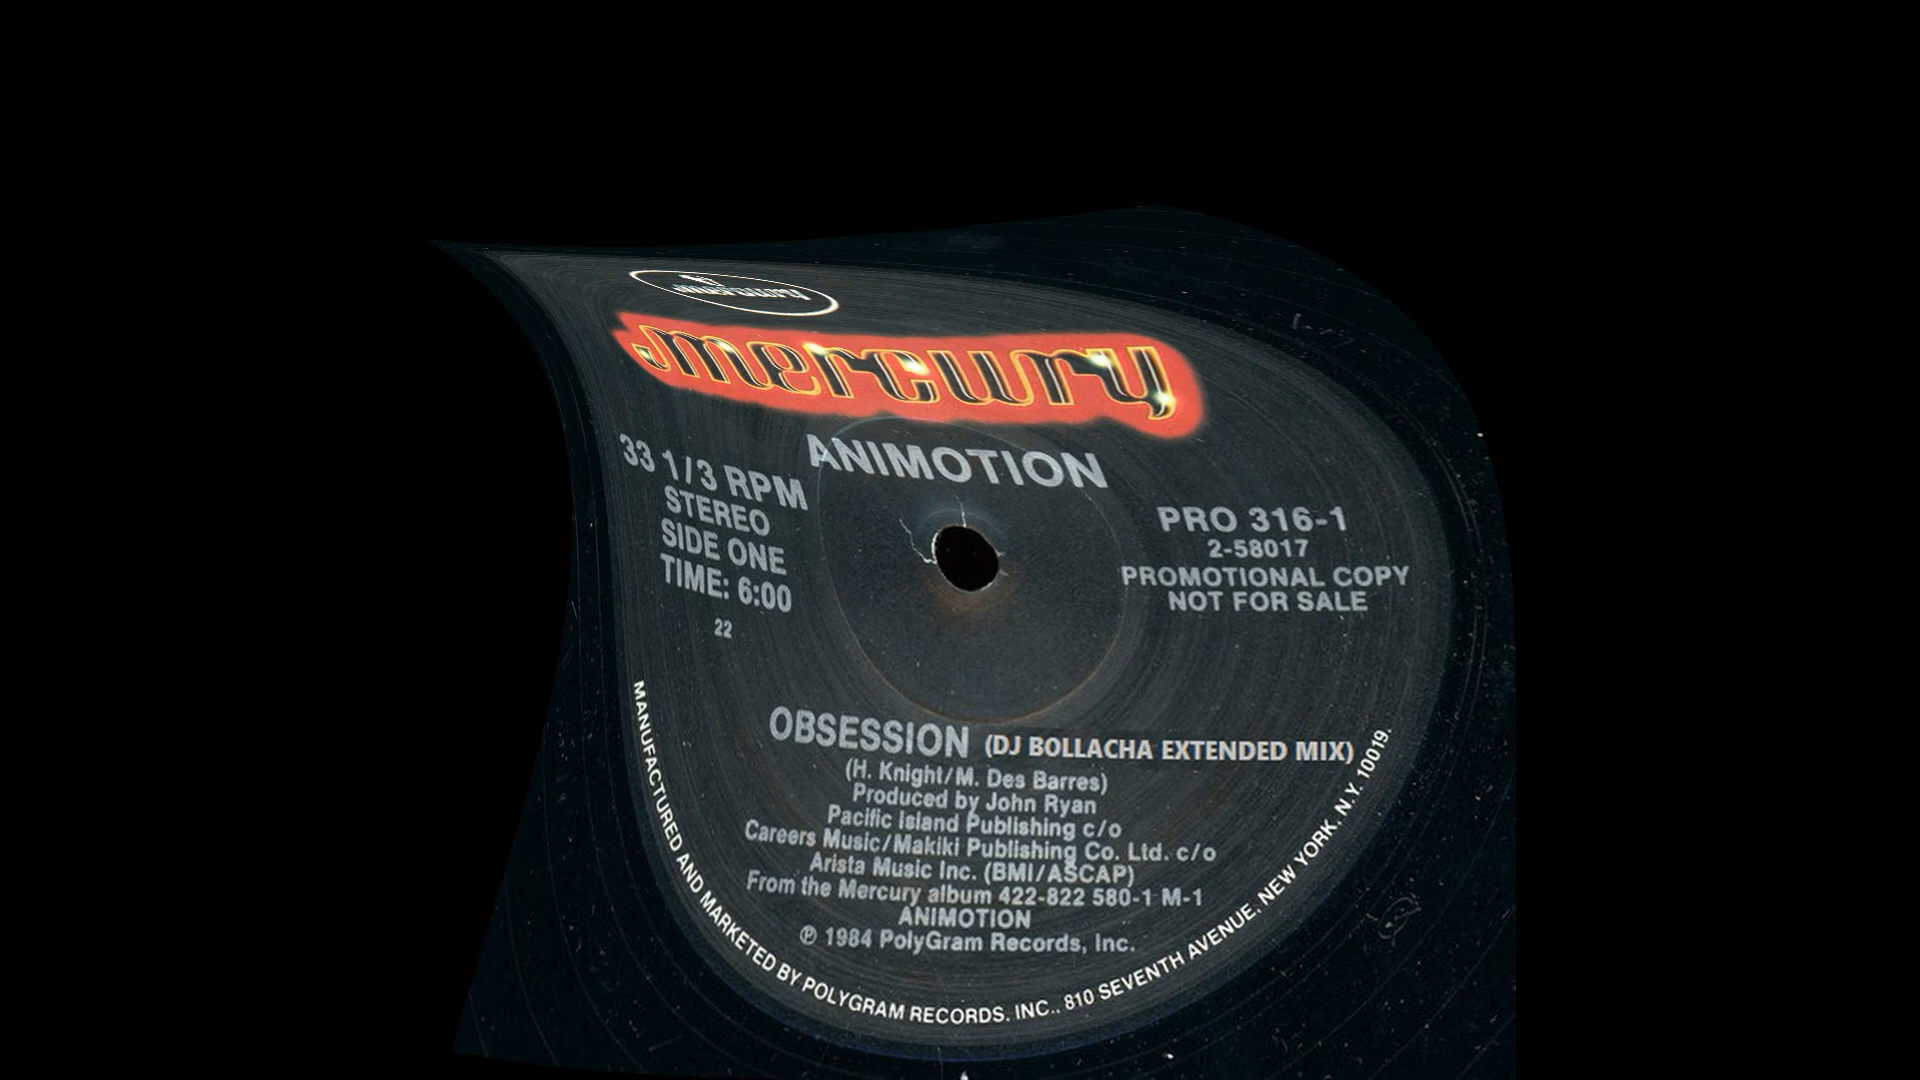 mercury
ANIMOTION
33 1/3 RPM
STEREO
SIDE ONE
TIME: 6:00
22
PRO 316-1
2-58017
PROMOTIONAL COPY
NOT FOR SALE
OBSESSION (DJ BOLLACHA EXTENDED MIX)
(H. Knight/M. Des Barres)
Produced by John Ryan
Pacific Island Publishing c/o
Careers Music/Makiki Publishing Co. Ltd. c/o
Arista Music Inc. (BMI/ASCAP)
From the Mercury album 422-822 580-1 M-1
ANIMOTION
℗ 1984 PolyGram Records, Inc.
MANUFACTURED AND MARKETED BY POLYGRAM RECORDS, INC., 810 SEVENTH AVENUE, NEW YORK, N.Y. 10019.